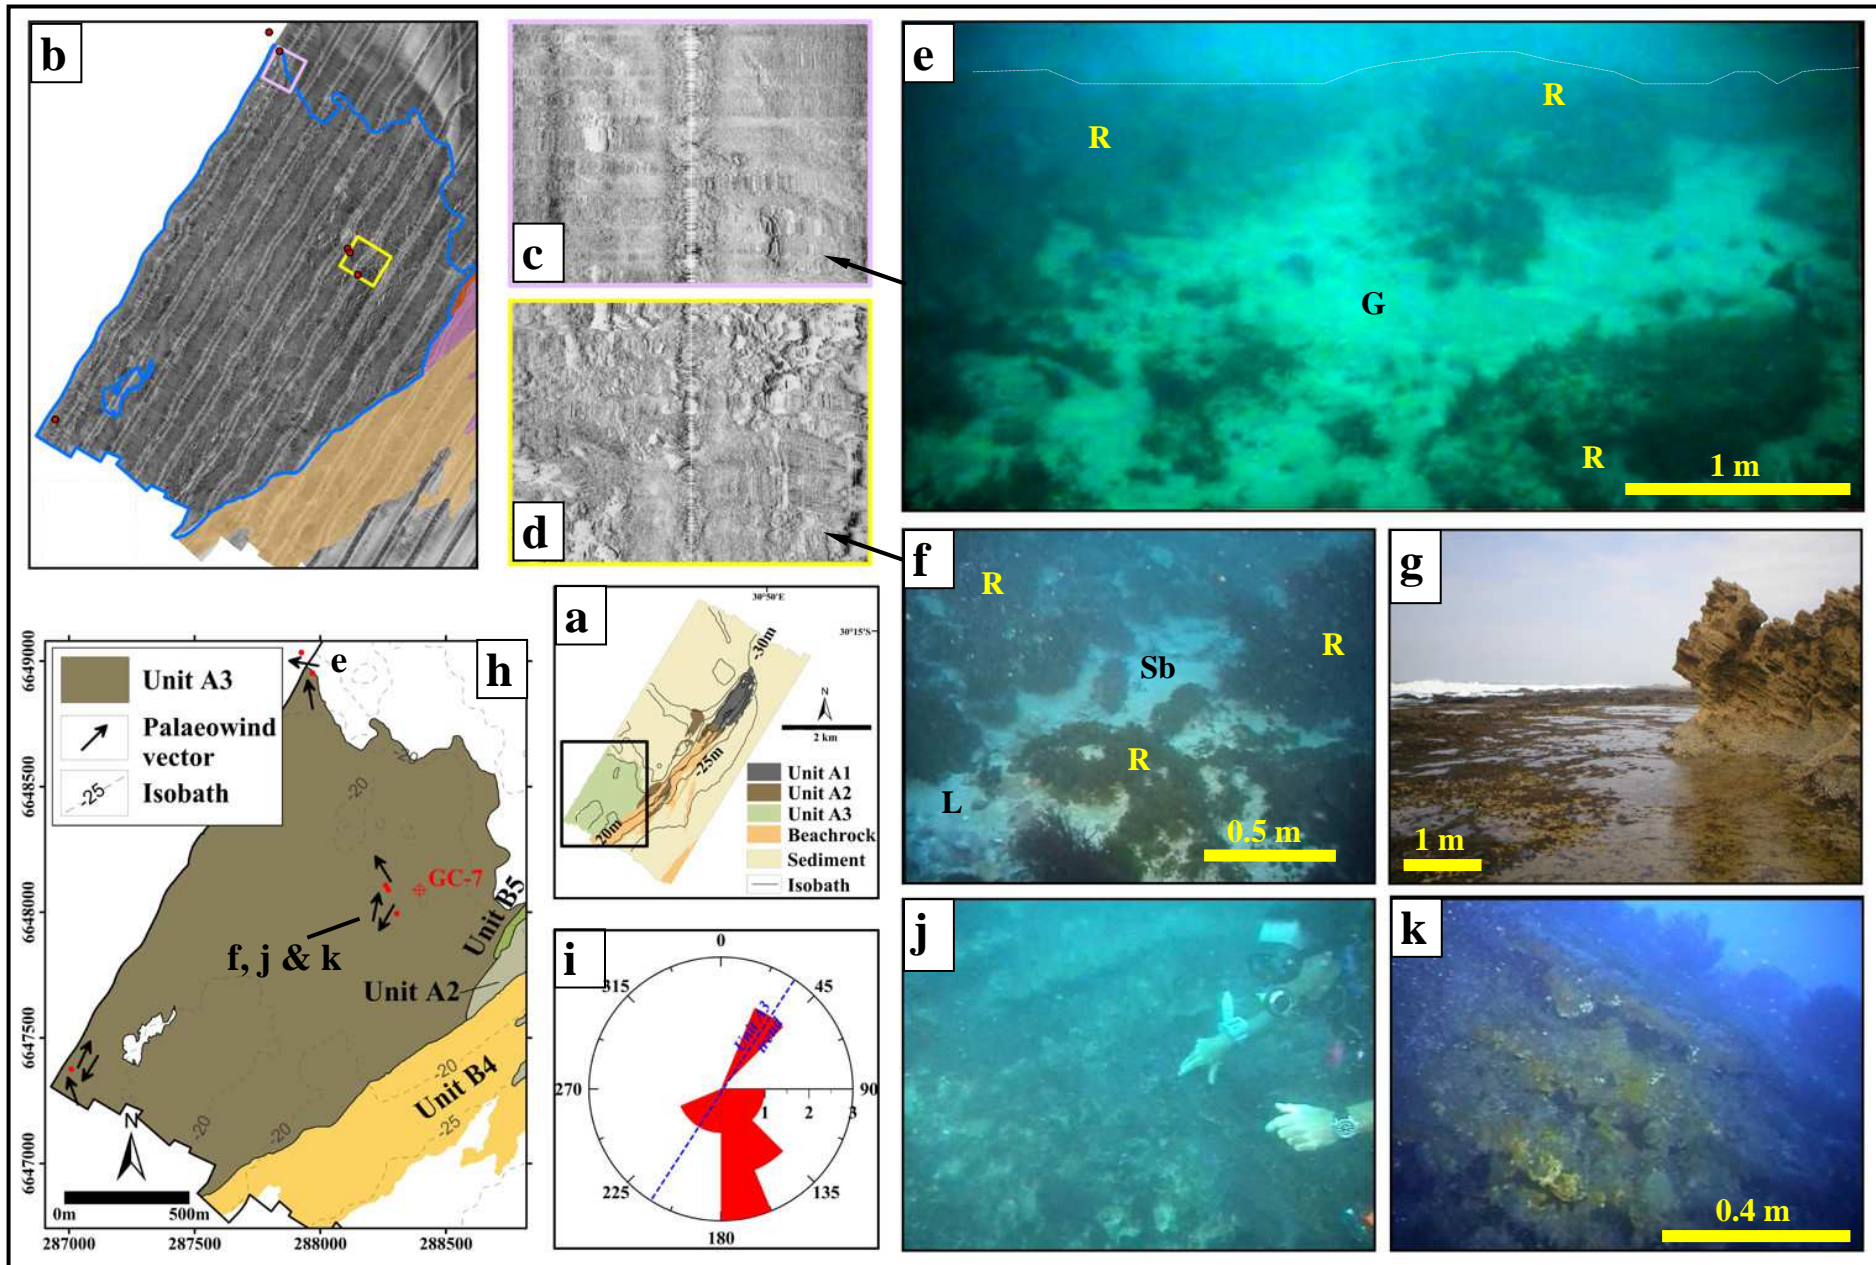 b
c
d
e
R
R
G
R
1 m
f
R
R
Sb
R
L
0.5 m
g
1 m
h
Unit A3
Palaeowind
vector
-25
Isobath
e
-20
-20
GC-7
f, j & k
Unit B5
Unit A2
Unit B4
-20
-25
-20
-20
N
0m
500m
6649000
6648500
6648000
6647500
6647000
287000
287500
288000
288500
a
30°50'E
30°15'S
-30m
-25m
20m
N
2 km
Unit A1
Unit A2
Unit A3
Beachrock
Sediment
Isobath
i
0
45
90
135
180
225
270
315
1
2
3
Unit A3
trend
j
k
0.4 m